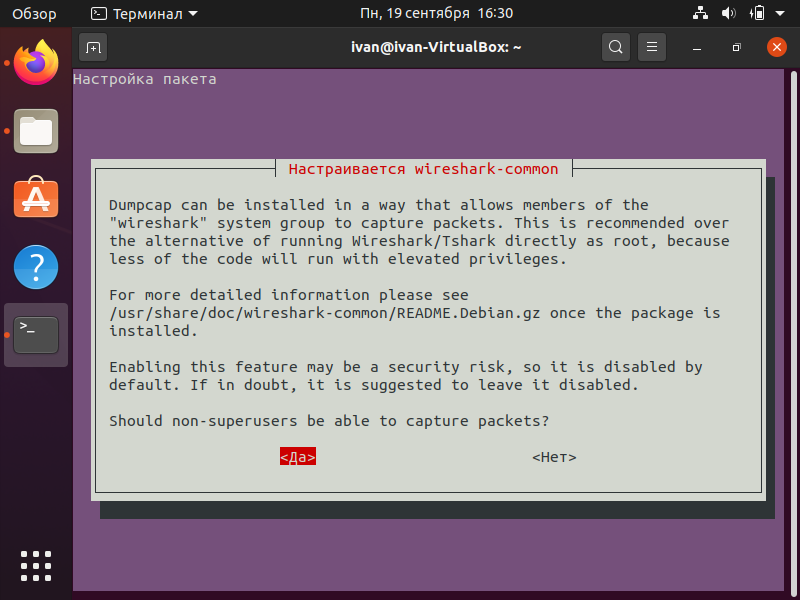 Обзор
Терминал
Пн, 19 сентября 16:30
ivan@ivan-VirtualBox: ~
Настройка пакета
Настраивается wireshark-common
Dumpcap can be installed in a way that allows members of the
"wireshark" system group to capture packets. This is recommended over
the alternative of running Wireshark/Tshark directly as root, because
less of the code will run with elevated privileges.
For more detailed information please see
/usr/share/doc/wireshark-common/README.Debian.gz once the package is
installed.
Enabling this feature may be a security risk, so it is disabled by
default. If in doubt, it is suggested to leave it disabled.
Should non-superusers be able to capture packets?
<Да>
<Нет>